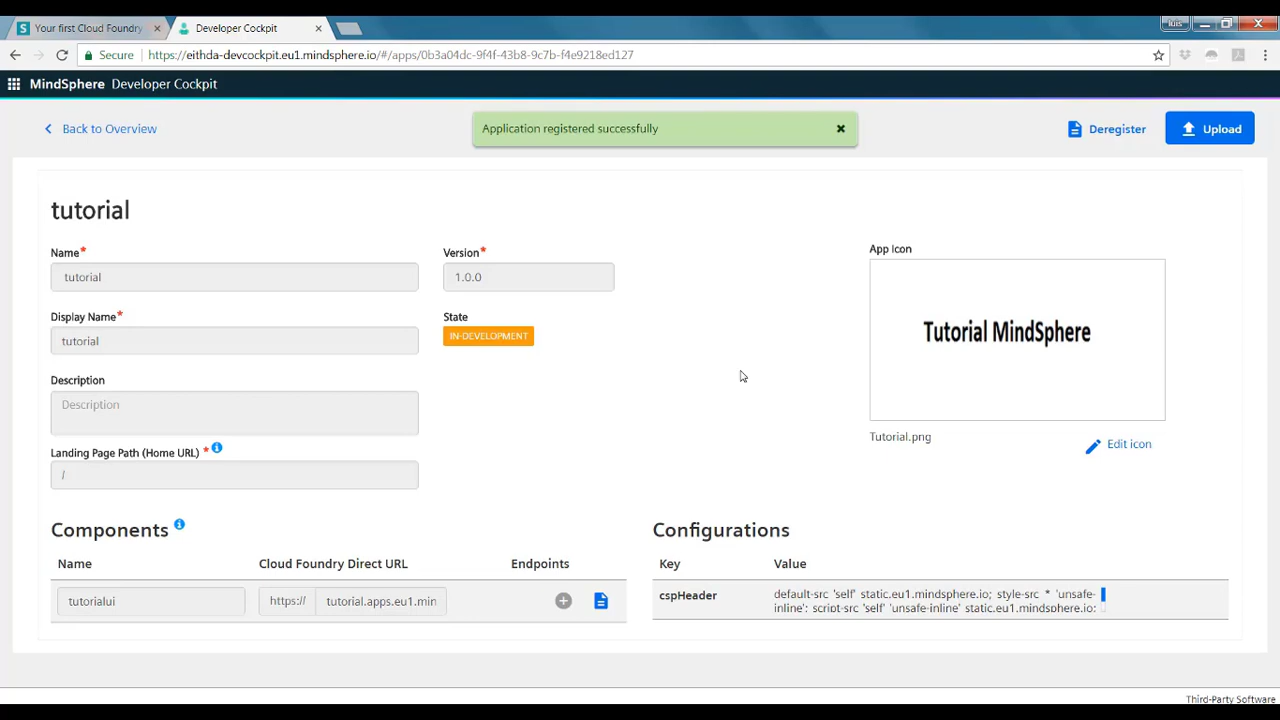 Your first Cloud Foundry
Developer Cockpit
luis
Secure https://eithda-devcockpit.eu1.mindsphere.io/#/apps/0b3a04dc-9f4f-43b8-9c7b-f4e9218ed127
MindSphere Developer Cockpit
Back to Overview
Application registered successfully
Deregister
Upload
tutorial
Name*
Version*
App Icon
tutorial
1.0.0
Display Name*
State
tutorial
IN-DEVELOPMENT
Tutorial MindSphere
Description
Description
Tutorial.png
Edit icon
Landing Page Path (Home URL) *
/
Components
Configurations
Name Cloud Foundry Direct URL Endpoints
Key Value
tutorialui https:// tutorial.apps.eu1.min
cspHeader default-src 'self' static.eu1.mindsphere.io; style-src * 'unsafe-
inline'; script-src 'self' 'unsafe-inline' static.eu1.mindsphere.io;
Third-Party Software